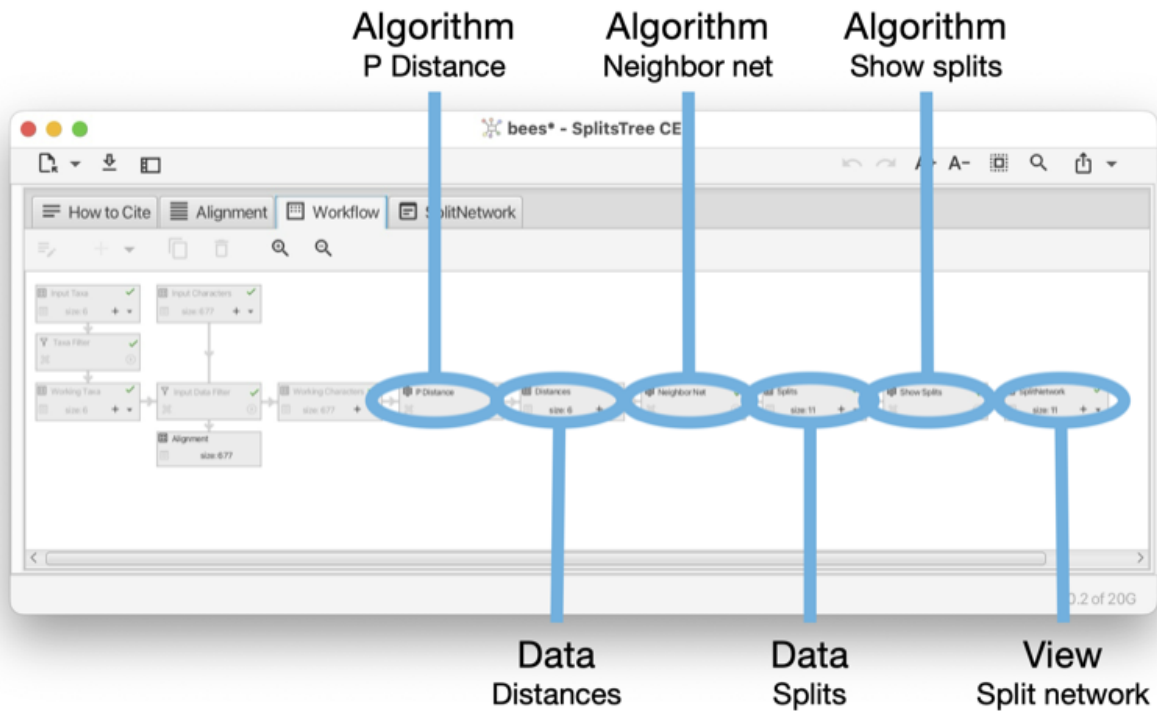 Algorithm Algorithm Algorithm
P Distance Neighbor net Show splits
bees* - SplitsTree CE
A- 
How to Cite Alignment Workflow SplitNetwork
Input Taxa Input Characters
size: 6 size: 677
Taxa Filter
Working Taxa Input Data Filter Working Characters P Distance Distances Neighbor Net Splits Show Splits SplitNetwork
size: 6 size: 677 size: 6 size: 11 size: 11
Alignment
size: 677
0.2 of 20G
Data Data View
Distances Splits Split network